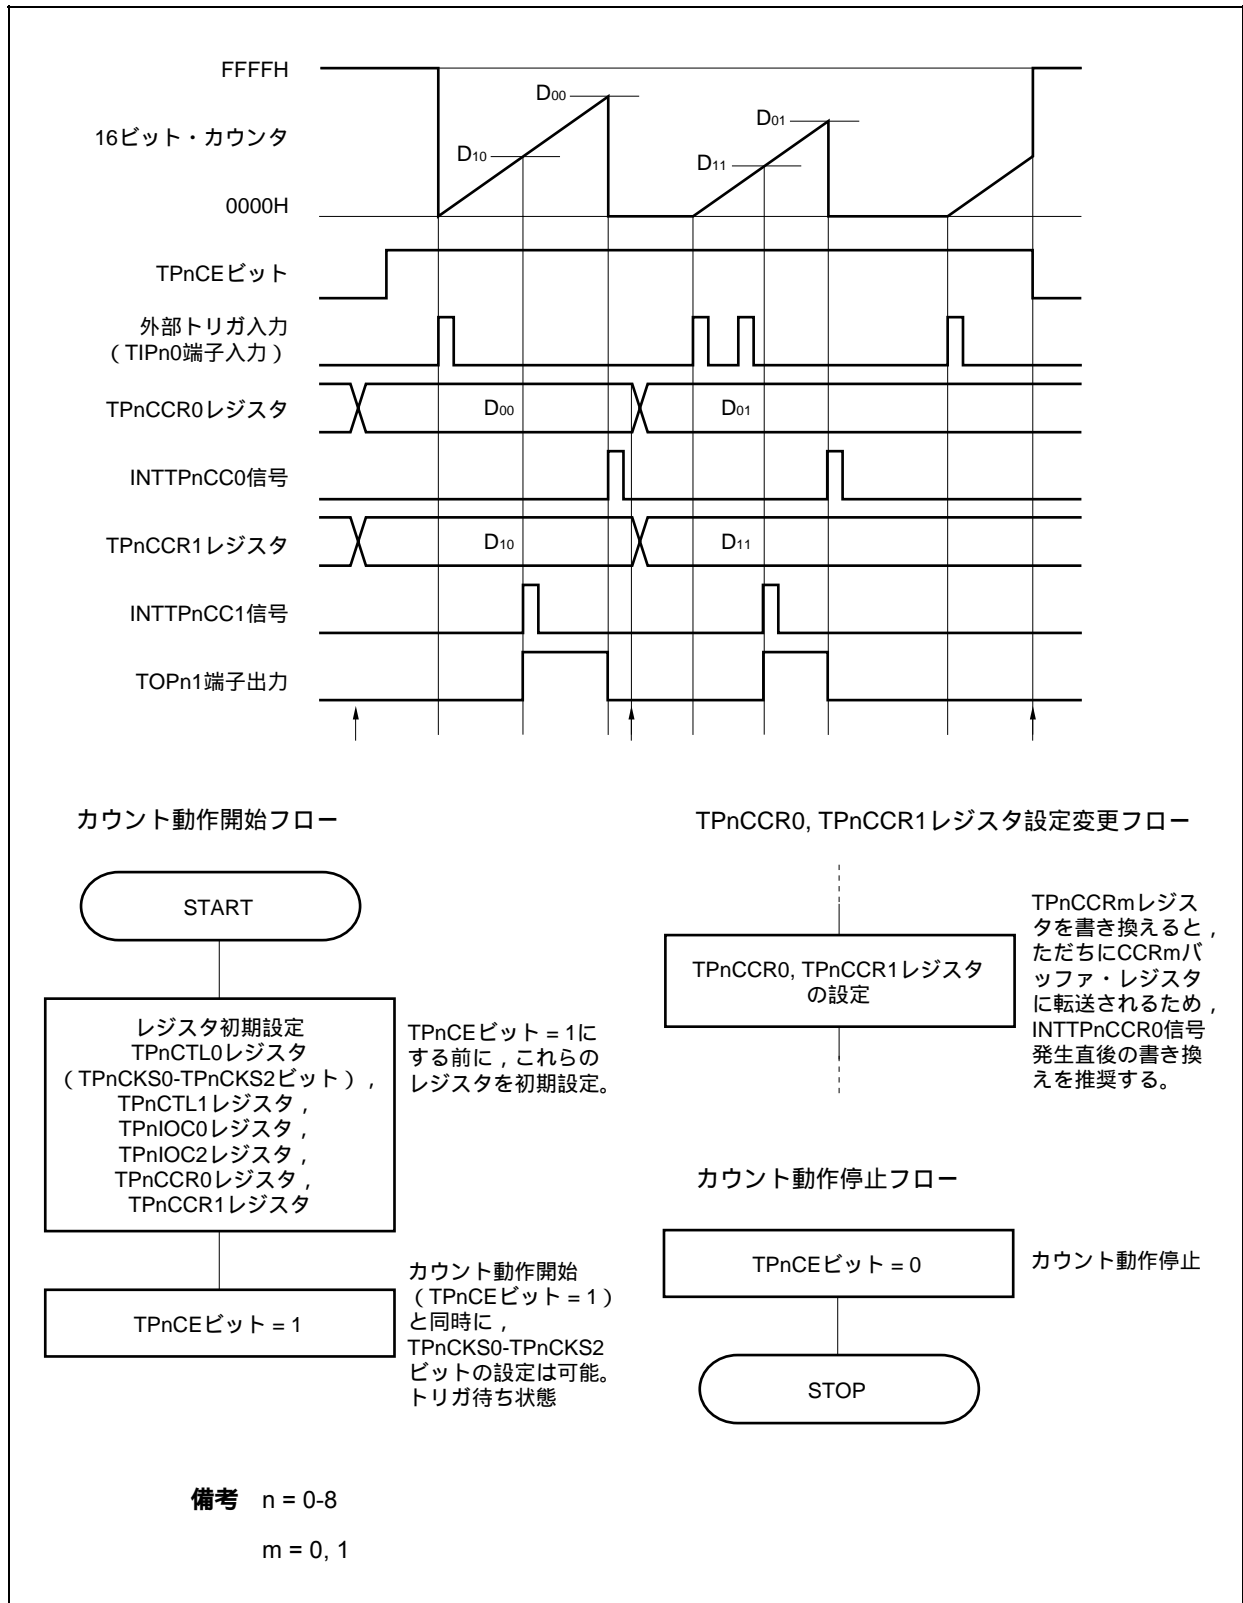 FFFFH
D00
D01
16ビット・カウンタ
D10
D11
0000H
TPnCEビット
外部トリガ入力
（TIPn0端子入力）
TPnCCR0レジスタ
D00
D01
INTTPnCC0信号
TPnCCR1レジスタ
D10
D11
INTTPnCC1信号
TOPn1端子出力
カウント動作開始フロー
START
レジスタ初期設定
TPnCTL0レジスタ
（TPnCKS0-TPnCKS2ビット），
TPnCTL1レジスタ，
TPnIOC0レジスタ，
TPnIOC2レジスタ，
TPnCCR0レジスタ，
TPnCCR1レジスタ
TPnCEビット = 1に
する前に，これらの
レジスタを初期設定。
TPnCEビット = 1
カウント動作開始
（TPnCEビット = 1）
と同時に，
TPnCKS0-TPnCKS2
ビットの設定は可能。
トリガ待ち状態
TPnCCR0, TPnCCR1レジスタ設定変更フロー
TPnCCR0, TPnCCR1レジスタ
の設定
TPnCCRmレジス
タを書き換えると，
ただちにCCRmバ
ッファ・レジスタ
に転送されるため，
INTTPnCCR0信号
発生直後の書き換
えを推奨する。
カウント動作停止フロー
TPnCEビット = 0
カウント動作停止
STOP
備考 n = 0-8
m = 0, 1